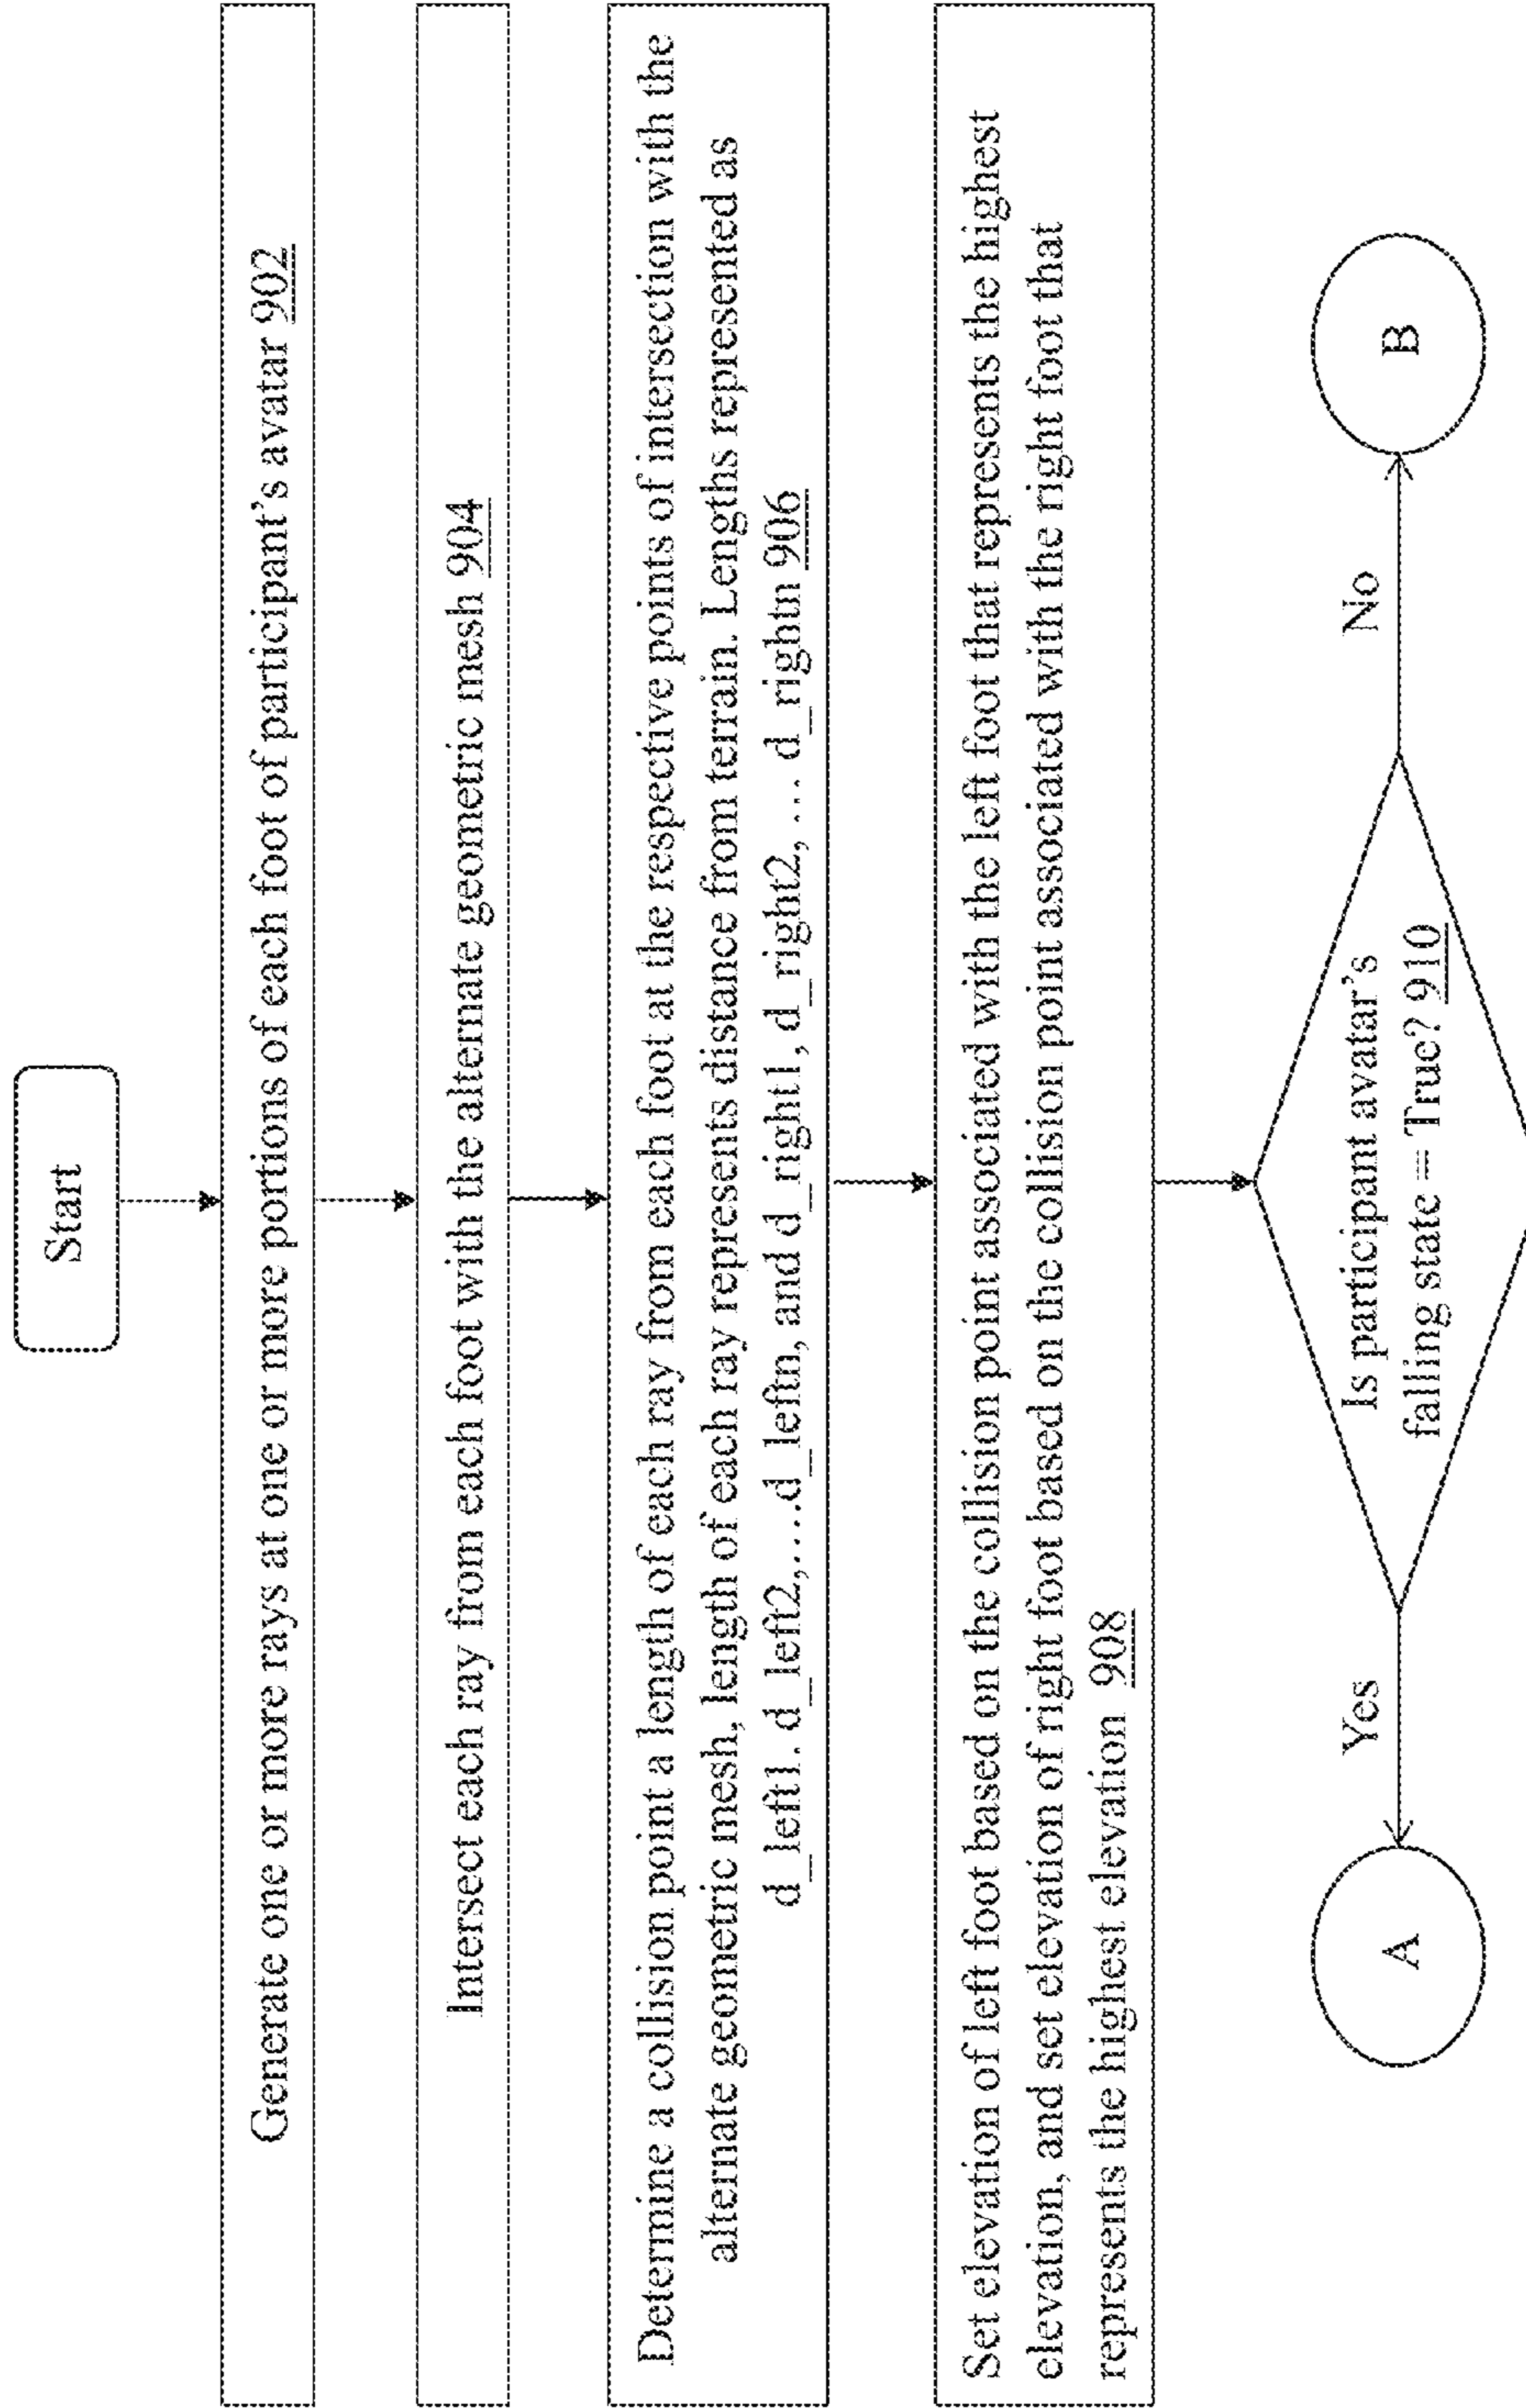 Start
Generate one or more rays at one or more portions of each foot of participant's avatar 902
Intersect each ray from each foot with the alternate geometric mesh 904
Determine a collision point a length of each ray from each foot at the respective points of intersection with the
alternate geometric mesh, length of each ray represents distance from terrain. Lengths represented as
d_left1. d_left2,....d_leftn, and d_right1, d_right2, ... d_rightn 906
Set elevation of left foot based on the collision point associated with the left foot that represents the highest
elevation, and set elevation of right foot based on the collision point associated with the right foot that
represents the highest elevation 908
Is participant avatar's
falling state == True? 910
Yes
No
A
B